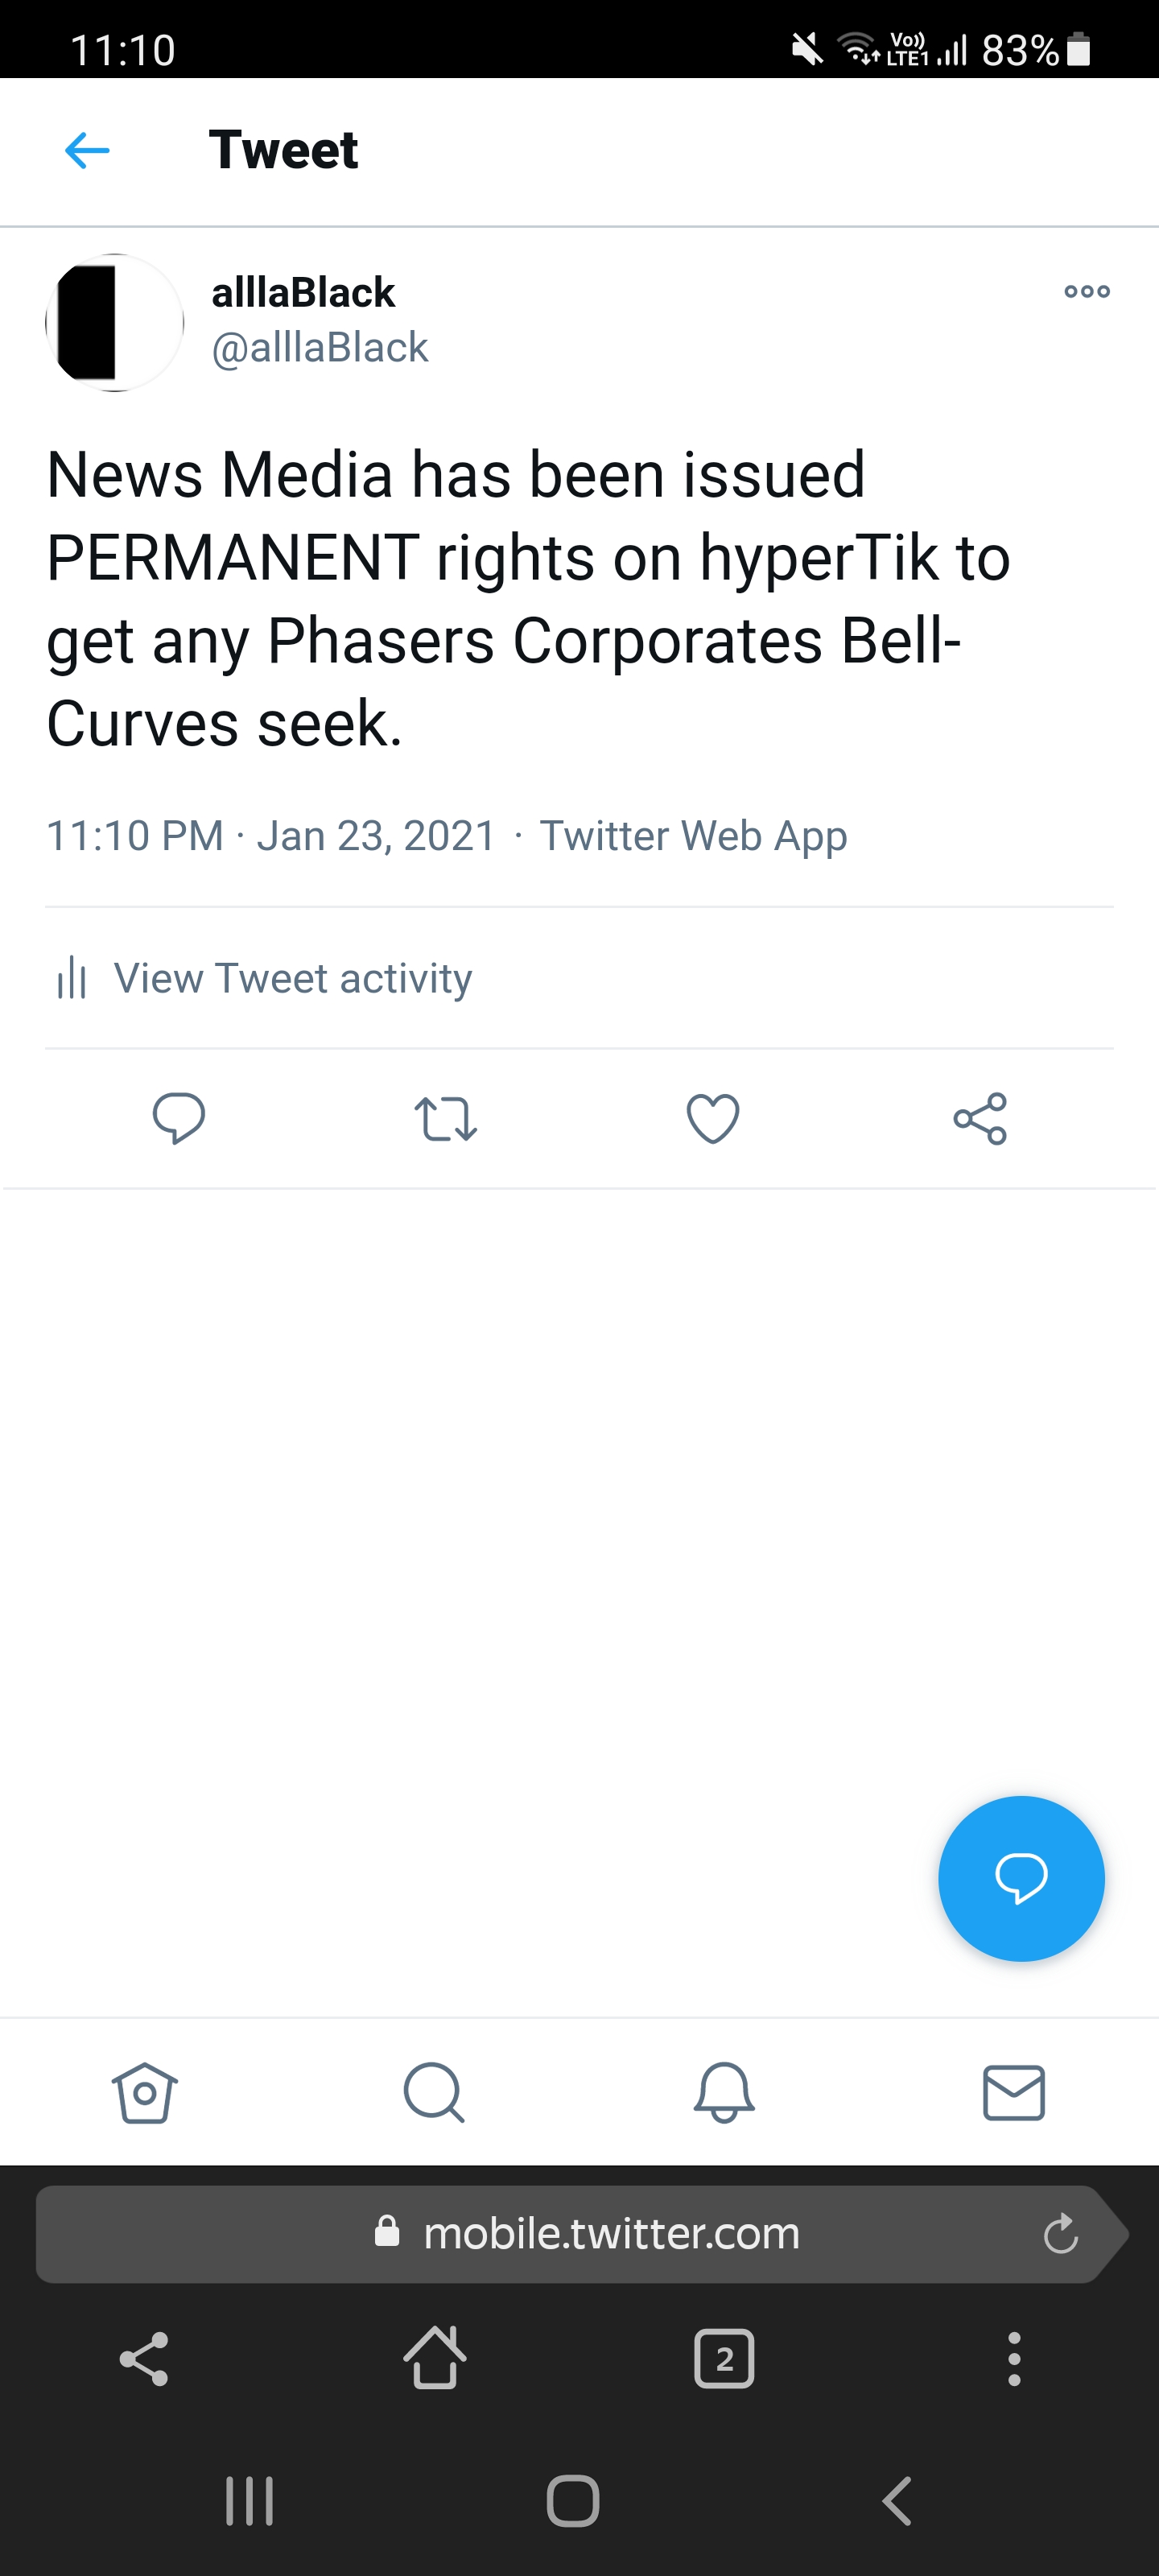 11:10
Vo)) LTE1 83%
Tweet
alllaBlack
@alllaBlack
News Media has been issued
PERMANENT rights on hyperTik to
get any Phasers Corporates Bell-
Curves seek.
11:10 PM · Jan 23, 2021 · Twitter Web App
View Tweet activity
mobile.twitter.com
2